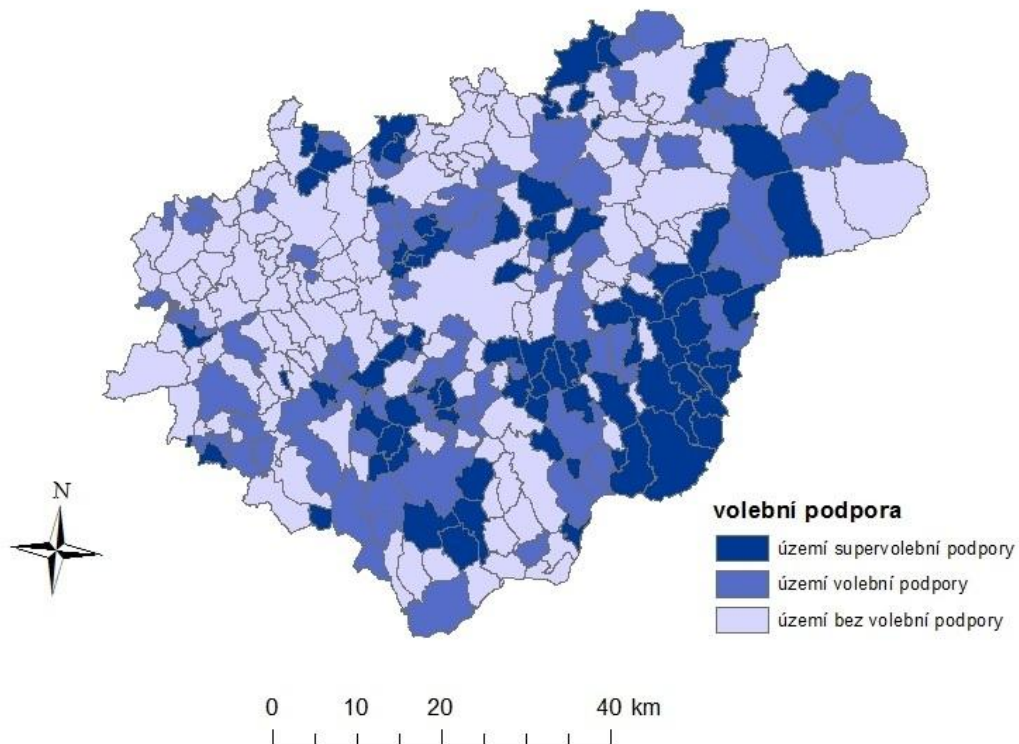 N
volební podpora
území supervolební podpory
území volební podpory
území bez volební podpory
0 10 20 40 km